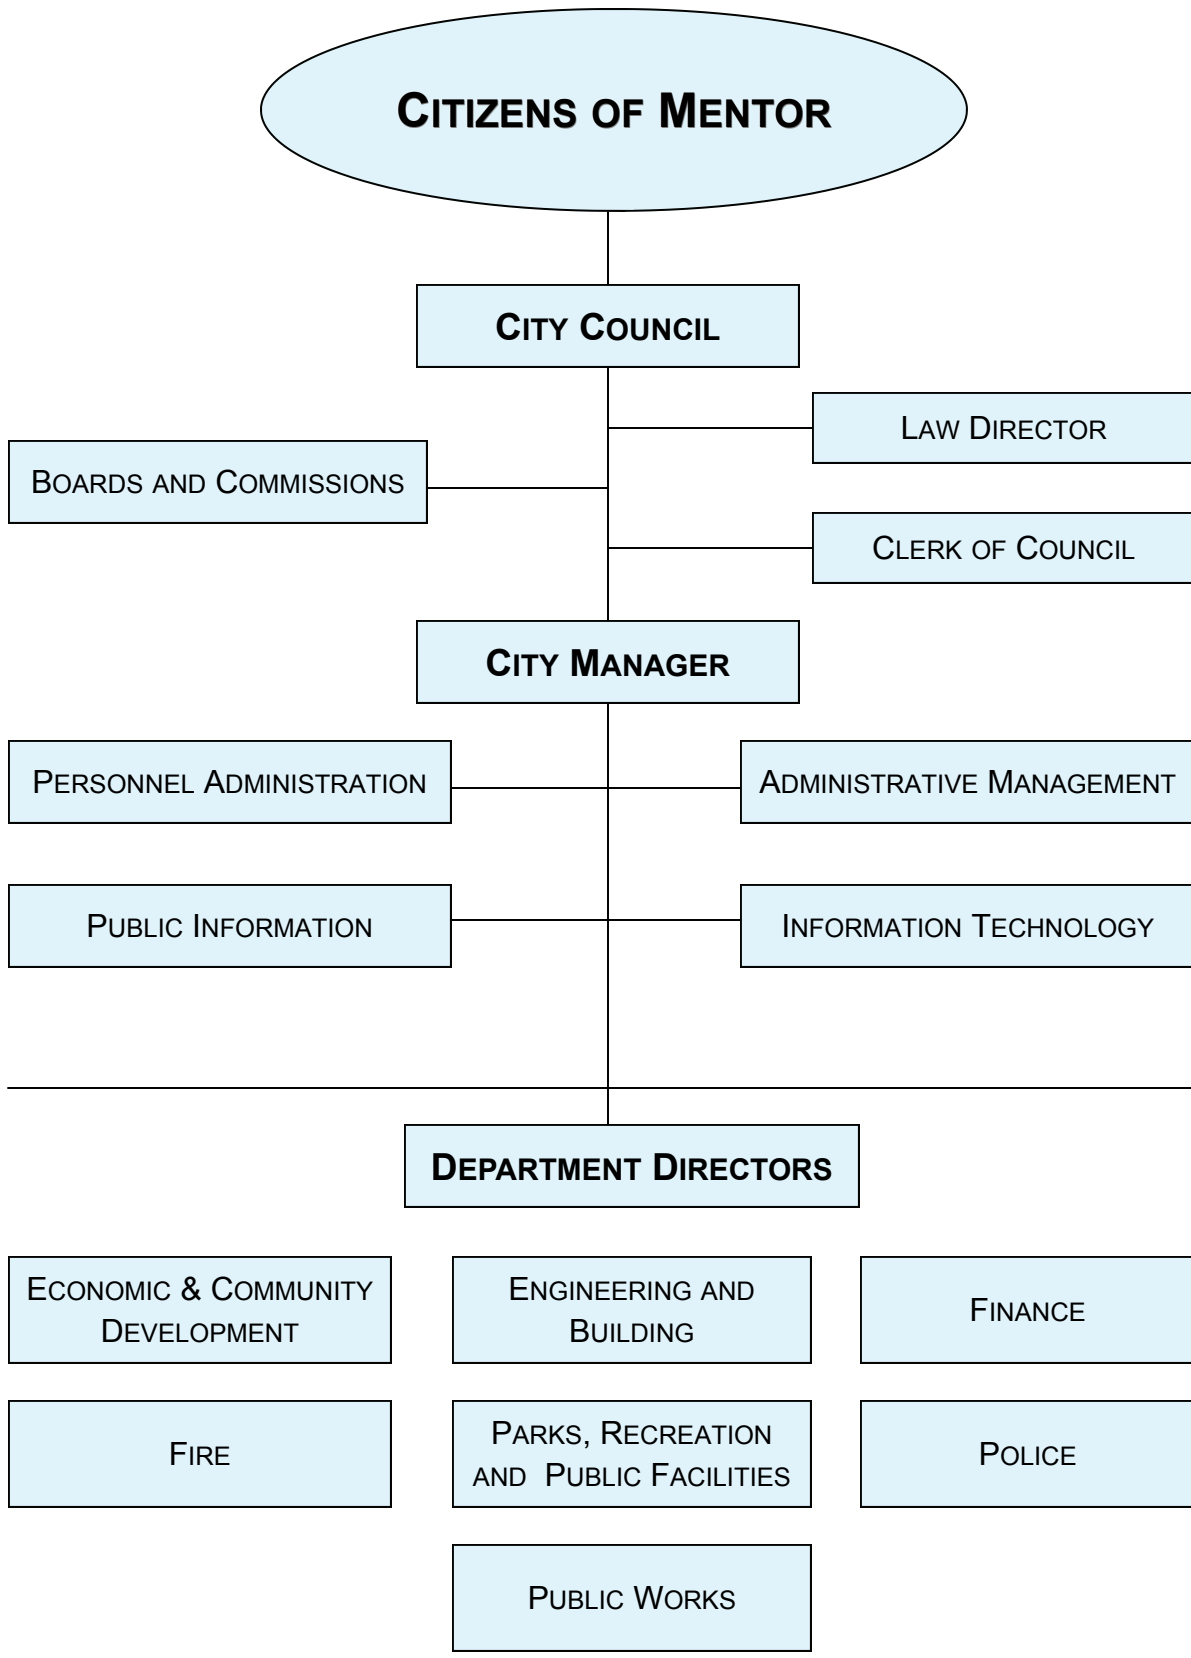 CITIZENS OF MENTOR
CITY COUNCIL
LAW DIRECTOR
BOARDS AND COMMISSIONS
CLERK OF COUNCIL
CITY MANAGER
PERSONNEL ADMINISTRATION
ADMINISTRATIVE MANAGEMENT
PUBLIC INFORMATION
INFORMATION TECHNOLOGY
DEPARTMENT DIRECTORS
ECONOMIC & COMMUNITY
DEVELOPMENT
ENGINEERING AND
BUILDING
FINANCE
FIRE
PARKS, RECREATION
AND PUBLIC FACILITIES
POLICE
PUBLIC WORKS